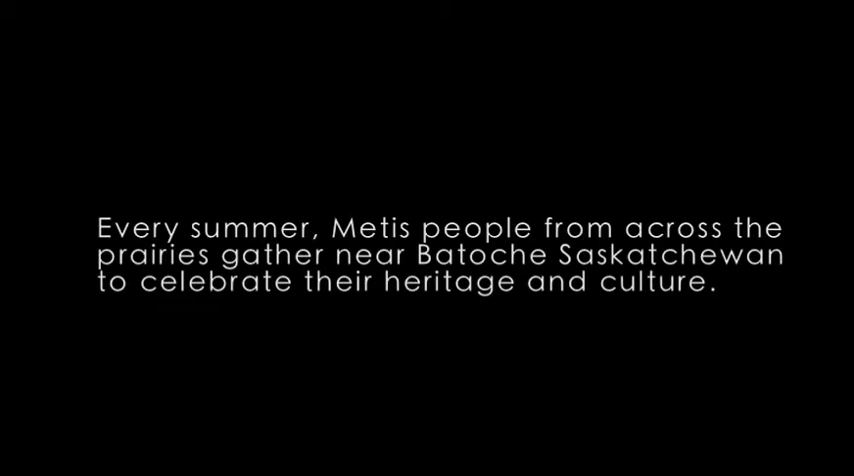 Every summer, Metis people from across the
prairies gather near Batoche Saskatchewan
to celebrate their heritage and culture.